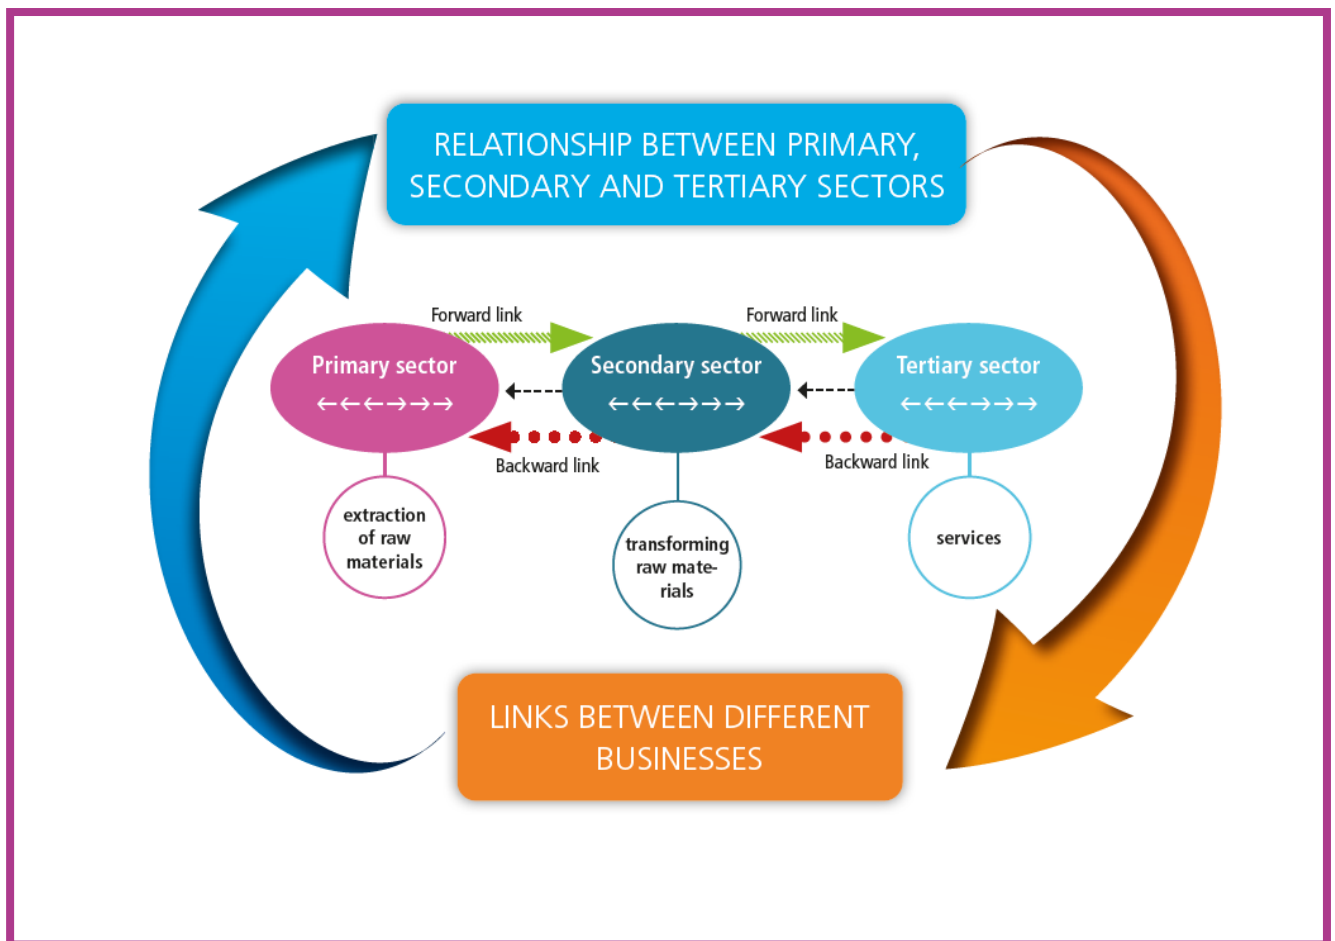 RELATIONSHIP BETWEEN PRIMARY,
SECONDARY AND TERTIARY SECTORS
Forward link
Forward link
Primary sector
Secondary sector
Tertiary sector
←←←→→→
←←←→→→
←←←→→→
Backward link
Backward link
extraction
of raw
materials
transforming
raw mate-
rials
services
LINKS BETWEEN DIFFERENT
BUSINESSES